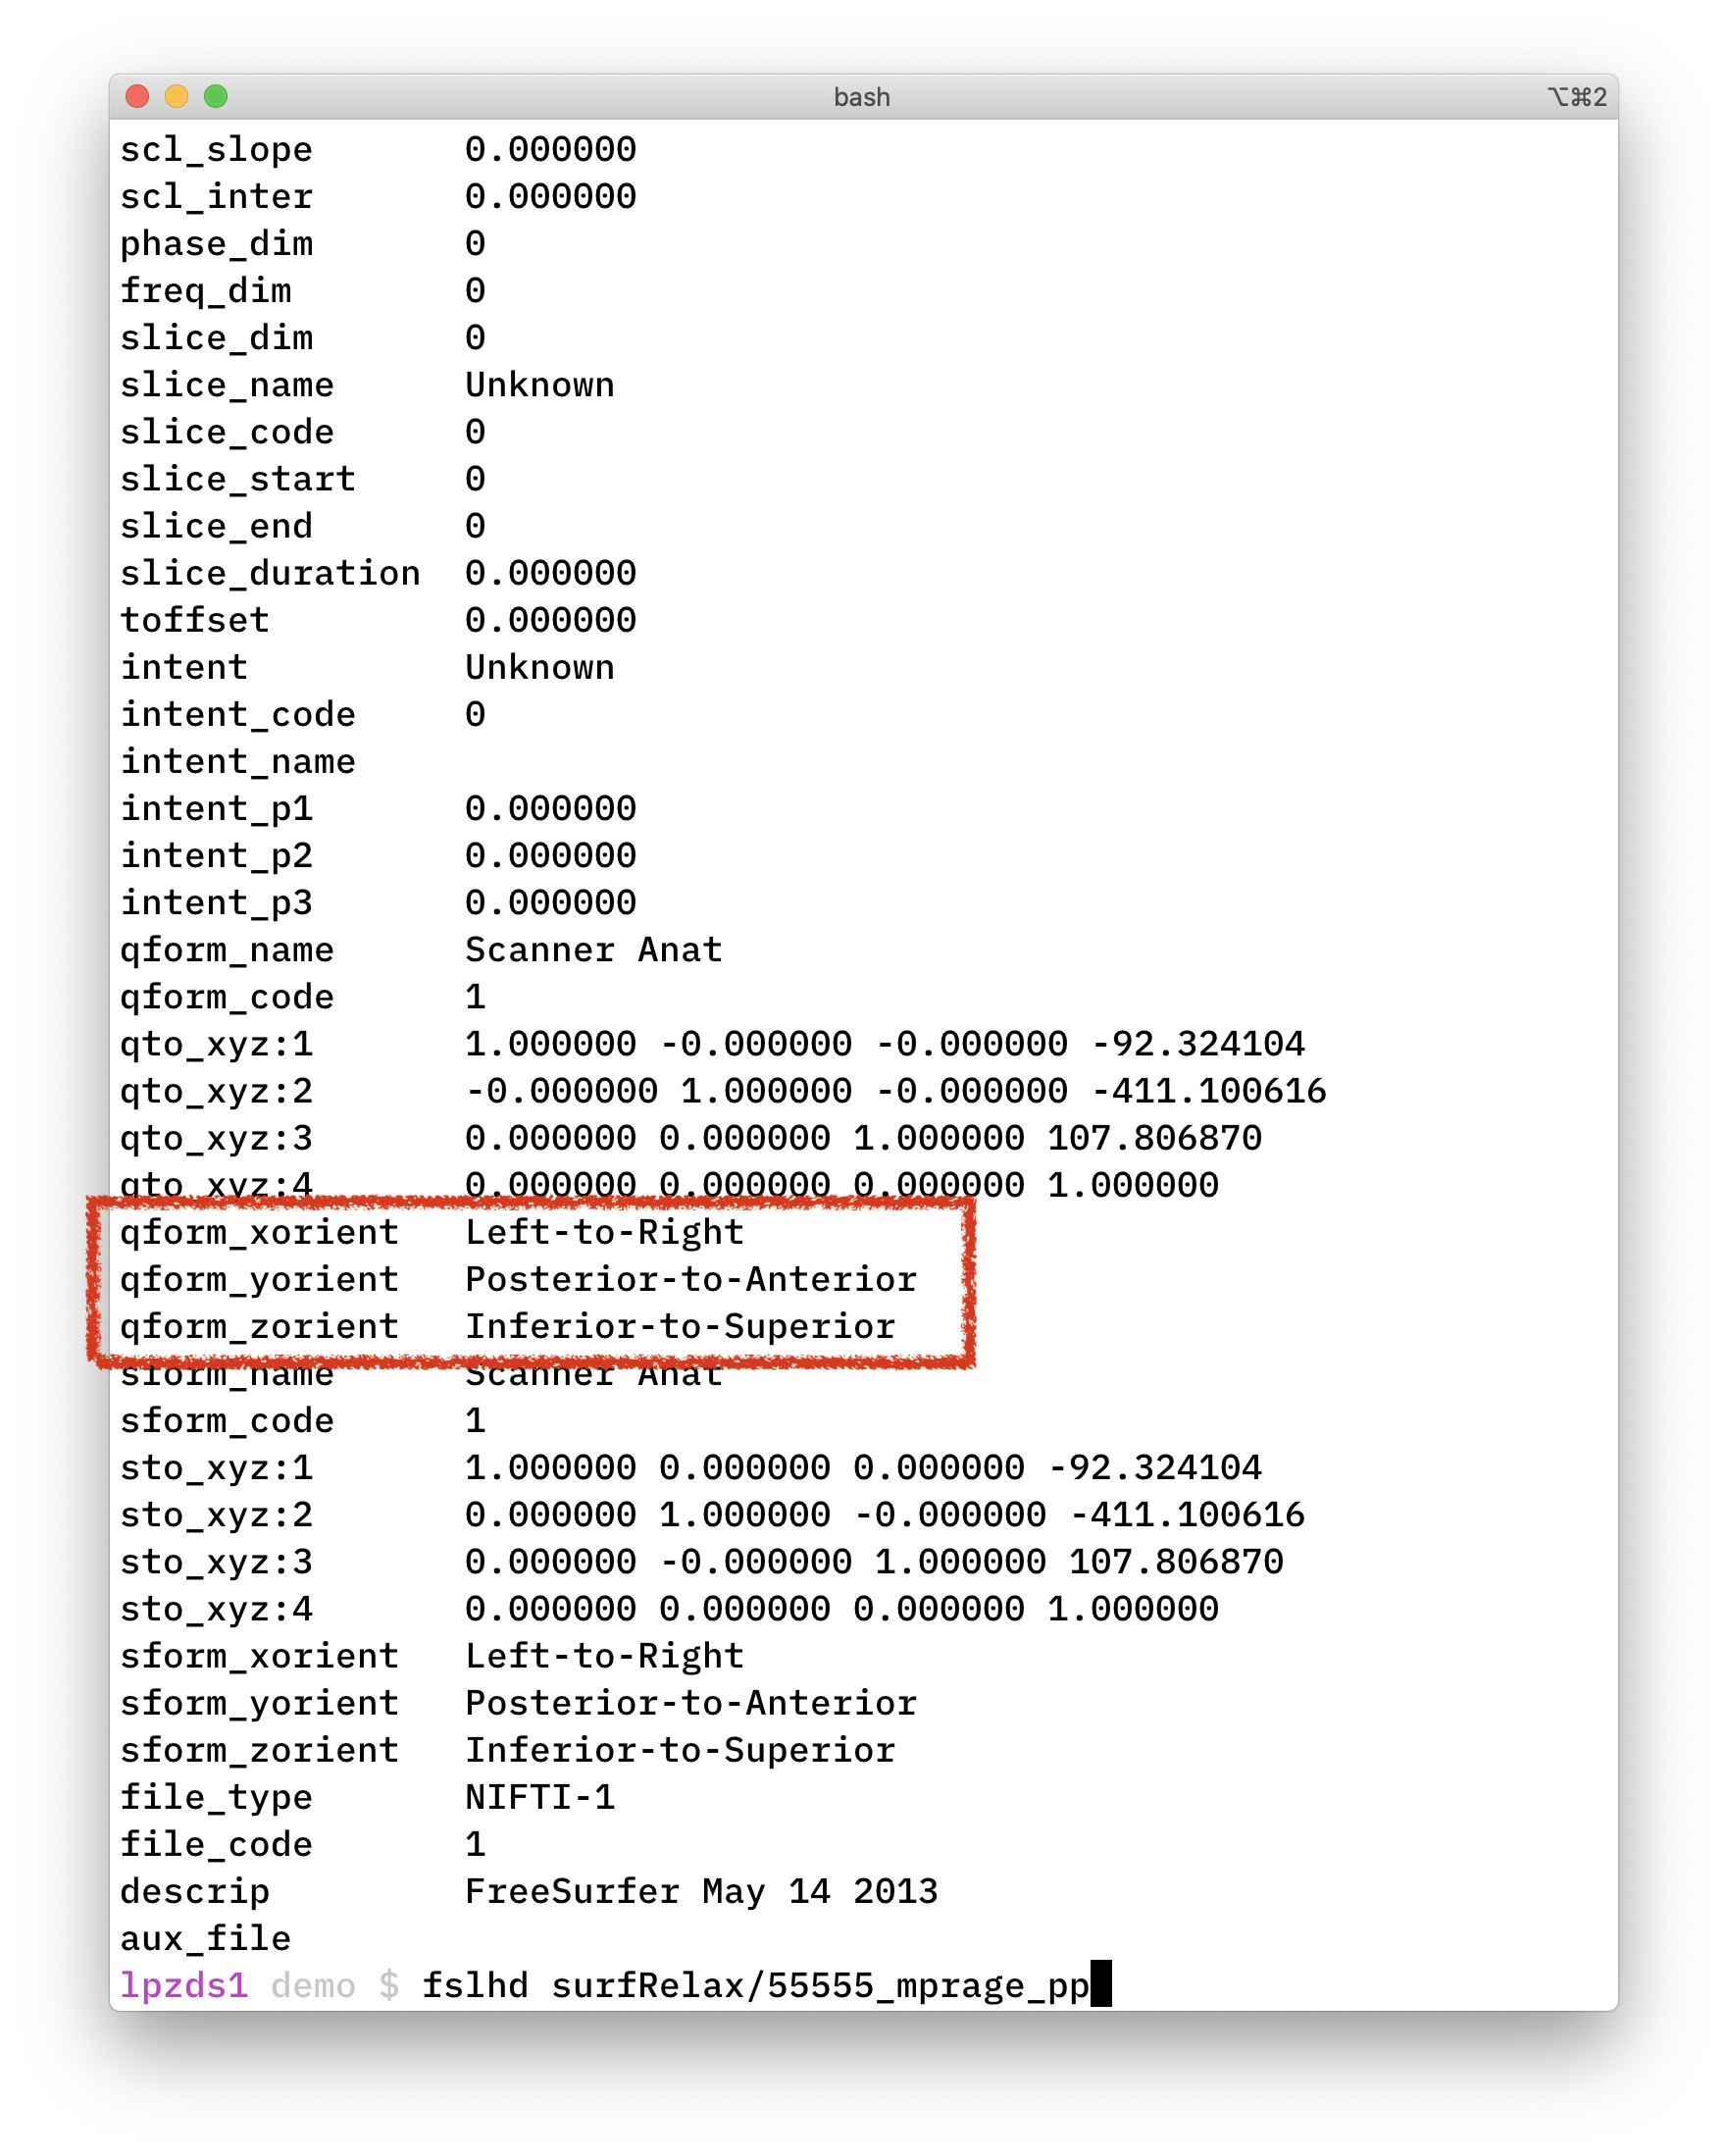 bash
⌥⌘2
scl_slope 0.000000
scl_inter 0.000000
phase_dim 0
freq_dim 0
slice_dim 0
slice_name Unknown
slice_code 0
slice_start 0
slice_end 0
slice_duration 0.000000
toffset 0.000000
intent Unknown
intent_code 0
intent_name
intent_p1 0.000000
intent_p2 0.000000
intent_p3 0.000000
qform_name Scanner Anat
qform_code 1
qto_xyz:1 1.000000 -0.000000 -0.000000 -92.324104
qto_xyz:2 -0.000000 1.000000 -0.000000 -411.100616
qto_xyz:3 0.000000 0.000000 1.000000 107.806870
qto_xyz:4 0.000000 0.000000 0.000000 1.000000
qform_xorient Left-to-Right
qform_yorient Posterior-to-Anterior
qform_zorient Inferior-to-Superior
sform_name Scanner Anat
sform_code 1
sto_xyz:1 1.000000 0.000000 0.000000 -92.324104
sto_xyz:2 0.000000 1.000000 -0.000000 -411.100616
sto_xyz:3 0.000000 -0.000000 1.000000 107.806870
sto_xyz:4 0.000000 0.000000 0.000000 1.000000
sform_xorient Left-to-Right
sform_yorient Posterior-to-Anterior
sform_zorient Inferior-to-Superior
file_type NIFTI-1
file_code 1
descrip FreeSurfer May 14 2013
aux_file
lpzds1 demo $ fslhd surfRelax/55555_mprage_pp